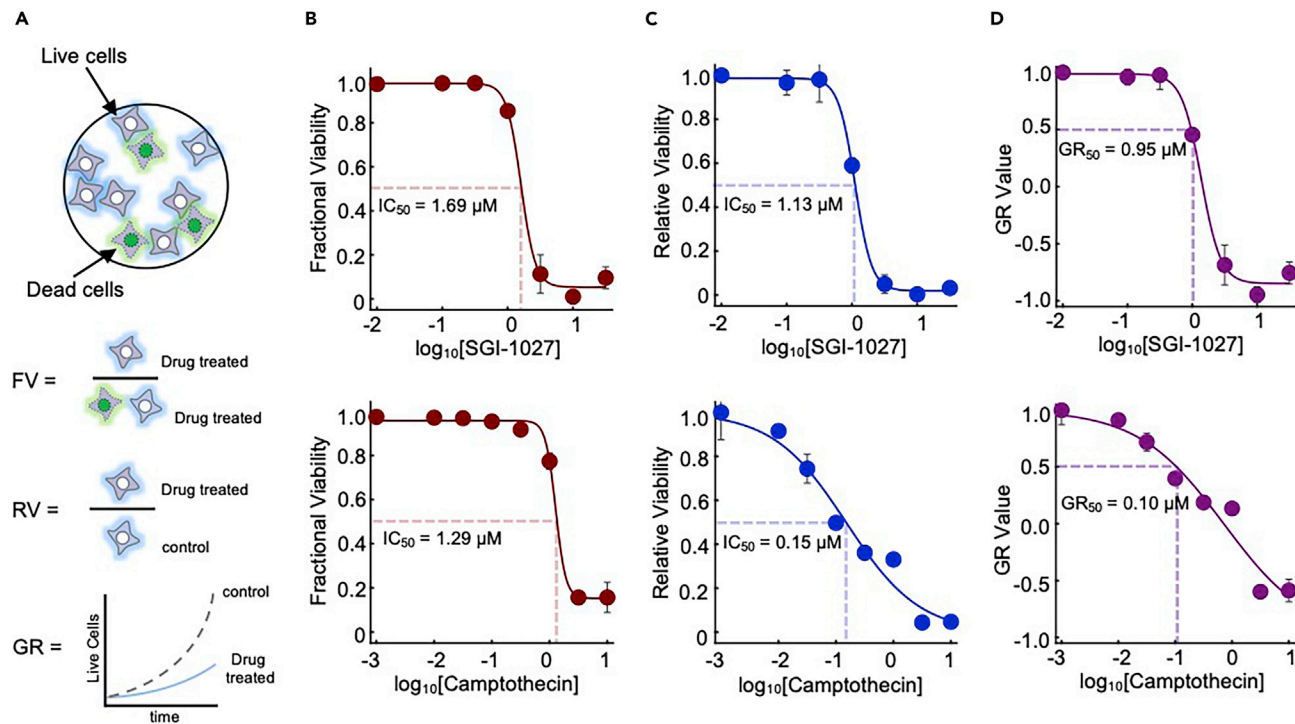 A
Live cells
Dead cells
FV =
Drug treated
Drug treated
RV =
Drug treated
control
GR =
Live Cells
control
Drug
treated
time
B
Fractional Viability
1.0
0.8
0.6
0.4
0.2
0
IC₅₀ = 1.69 µM
-2 -1 0 1
log₁₀[SGI-1027]
Fractional Viability
1.0
0.8
0.6
0.4
0.2
0
IC₅₀ = 1.29 µM
-3 -2 -1 0 1
log₁₀[Camptothecin]
C
Relative Viability
1.0
0.8
0.6
0.4
0.2
0
IC₅₀ = 1.13 µM
-2 -1 0 1
log₁₀[SGI-1027]
Relative Viability
1.0
0.8
0.6
0.4
0.2
0
IC₅₀ = 0.15 µM
-3 -2 -1 0 1
log₁₀[Camptothecin]
D
GR Value
1.0
0.5
0.0
-0.5
-1.0
GR₅₀ = 0.95 µM
-2 -1 0 1
log₁₀[SGI-1027]
GR Value
1.0
0.5
0.0
-0.5
-1.0
GR₅₀ = 0.10 µM
-3 -2 -1 0 1
log₁₀[Camptothecin]